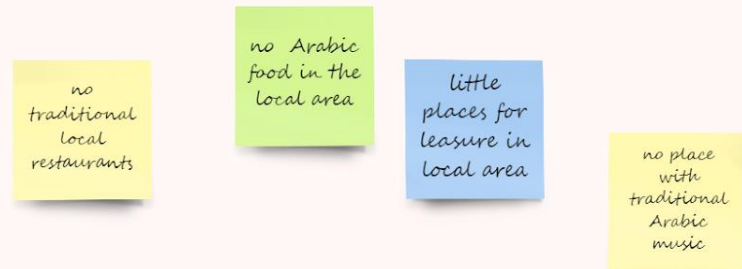 no
traditional
local
restaurants
no Arabic
food in the
local area
little
places for
leasure in
local area
no place
with
traditional
Arabic
music